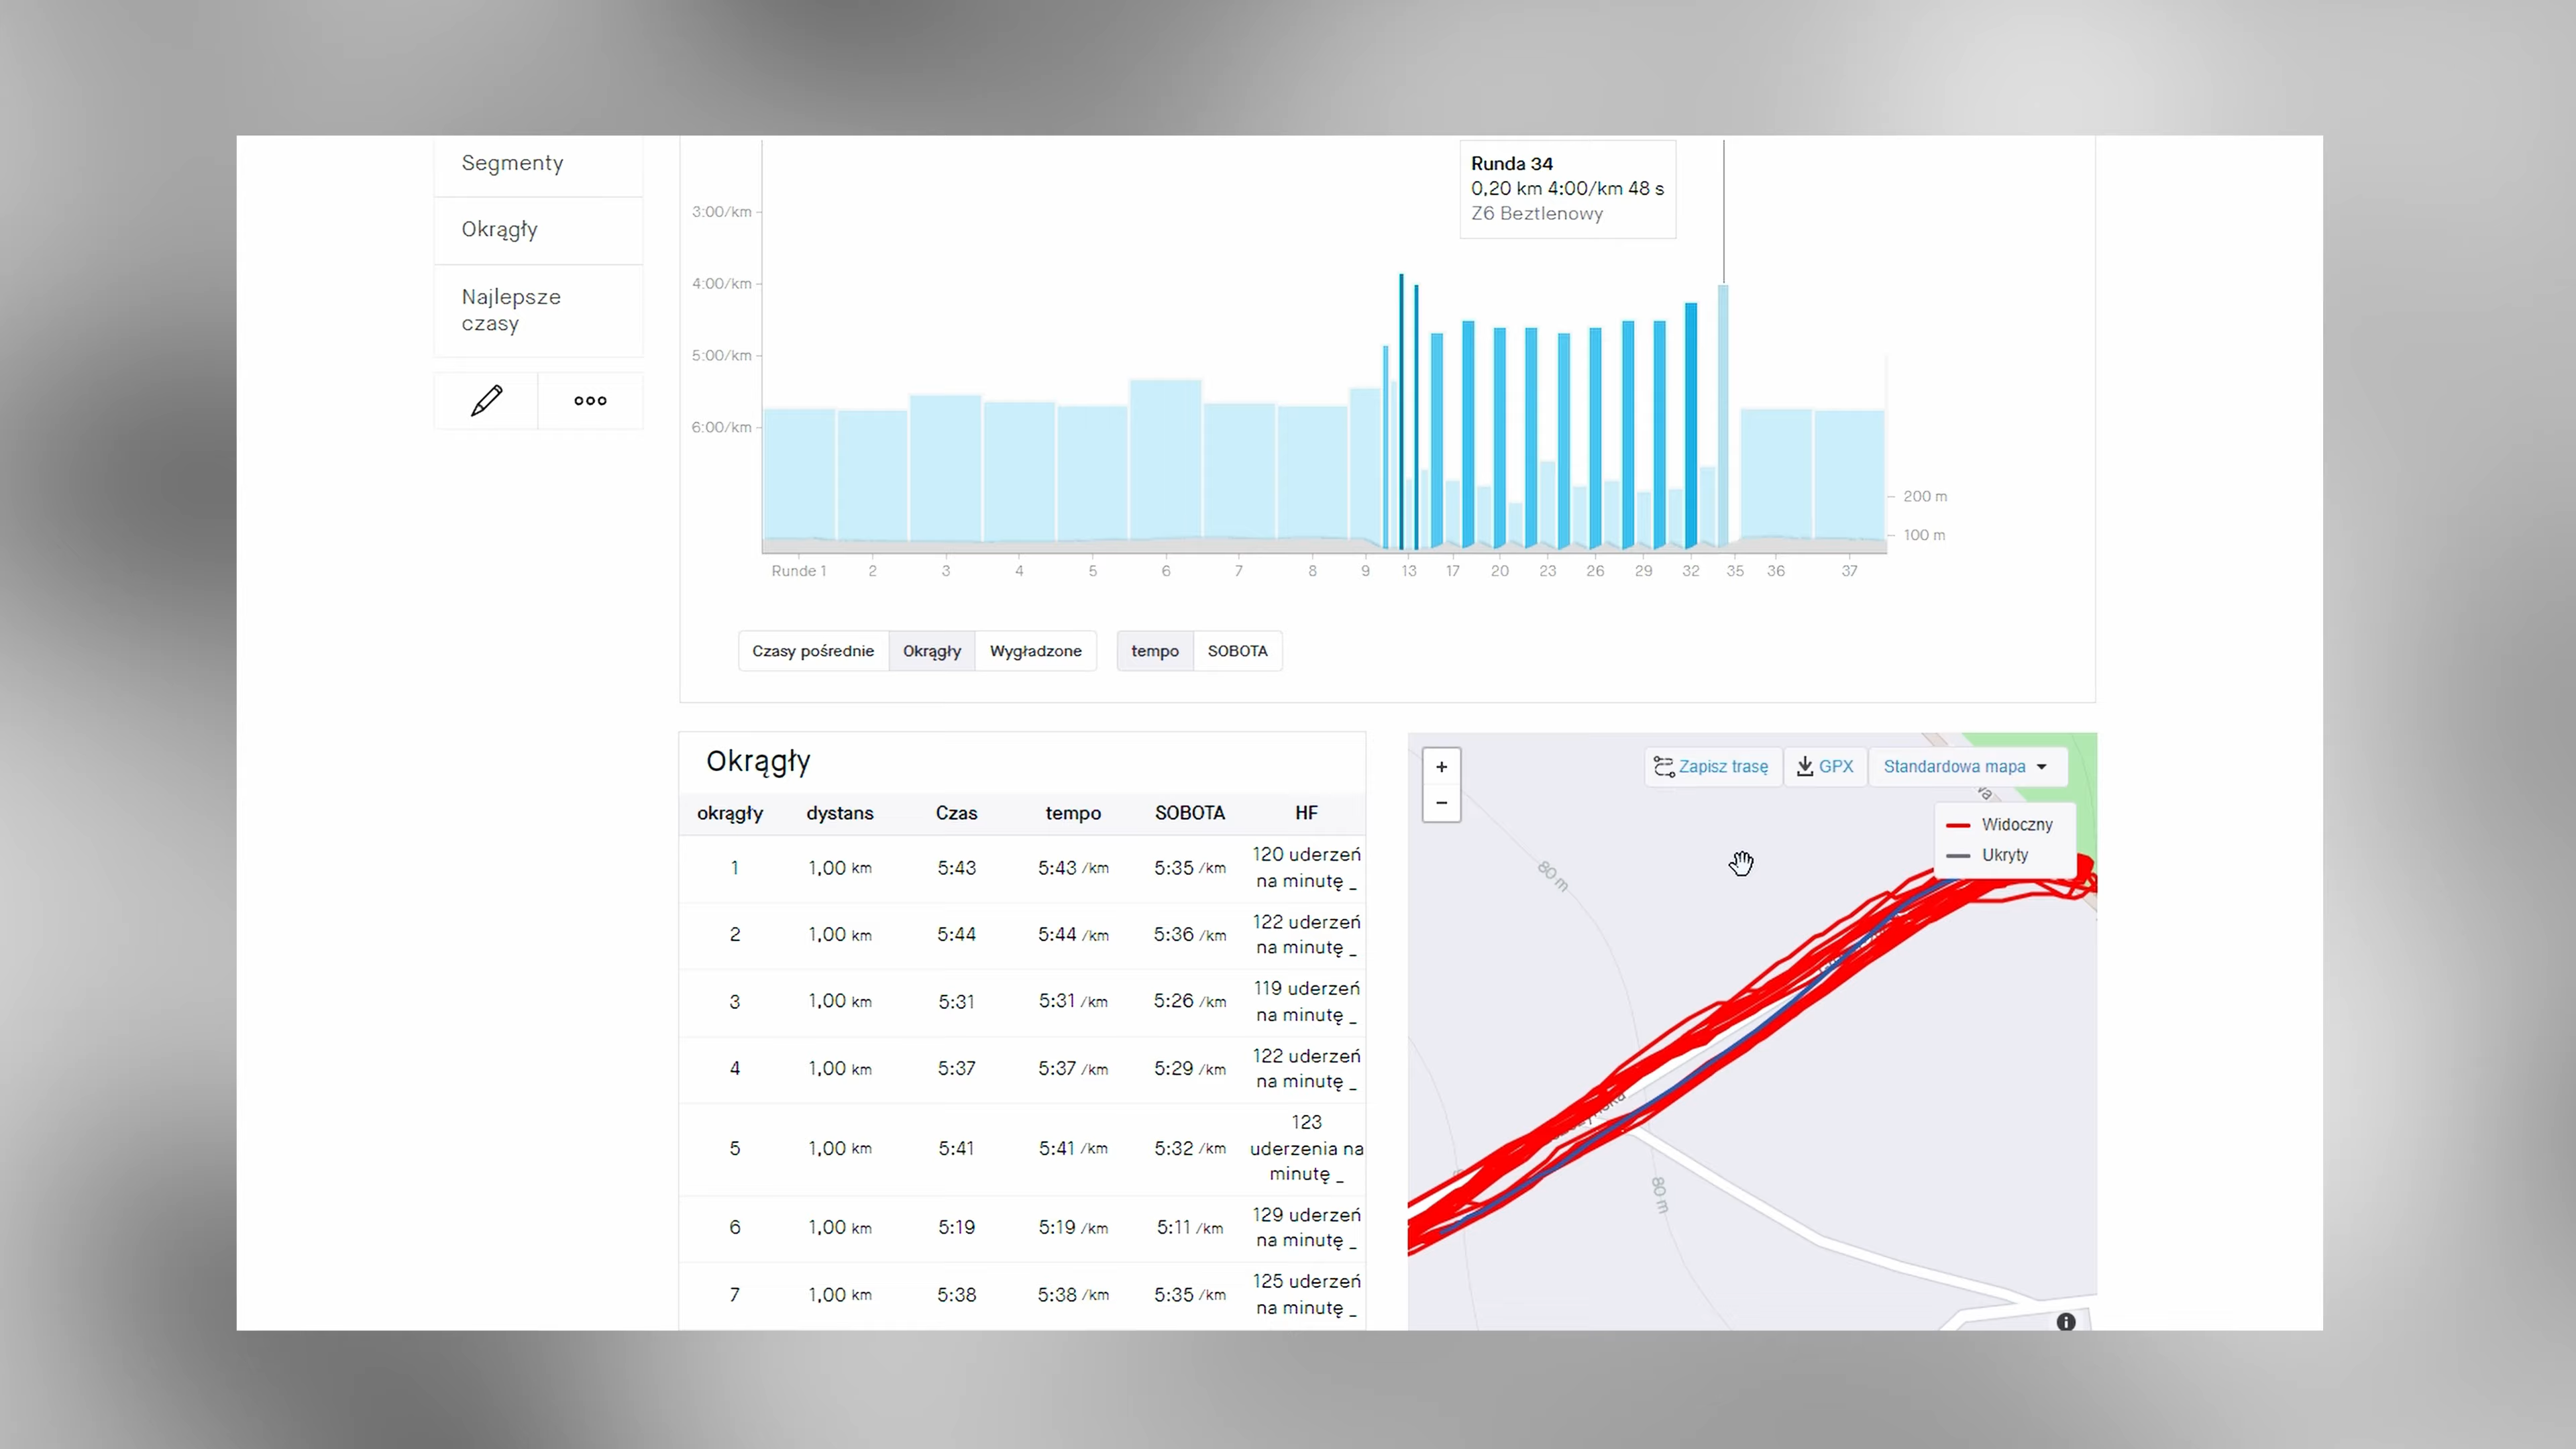 Segmenty
Okrągły
Najlepsze
czasy
Runda 34
0,20 km 4:00/km 48 s
Z6 Beztlenowy
3:00/km
4:00/km
5:00/km
6:00/km
200 m
100 m
Runde 1 2 3 4 5 6 7 8 9 13 17 20 23 26 29 32 35 36 37
Czasy pośrednie Okrągły Wygładzone tempo SOBOTA
Okrągły
okrągły dystans Czas tempo SOBOTA HF
1 1,00 km 5:43 5:43 /km 5:35 /km 120 uderzeń
na minutę _
2 1,00 km 5:44 5:44 /km 5:36 /km 122 uderzeń
na minutę _
3 1,00 km 5:31 5:31 /km 5:26 /km 119 uderzeń
na minutę _
4 1,00 km 5:37 5:37 /km 5:29 /km 122 uderzeń
na minutę _
5 1,00 km 5:41 5:41 /km 5:32 /km 123
uderzenia na
minutę _
6 1,00 km 5:19 5:19 /km 5:11 /km 129 uderzeń
na minutę _
7 1,00 km 5:38 5:38 /km 5:35 /km 125 uderzeń
na minutę _
+
−
Zapisz trasę GPX Standardowa mapa
Widoczny
Ukryty
80 m
80 m